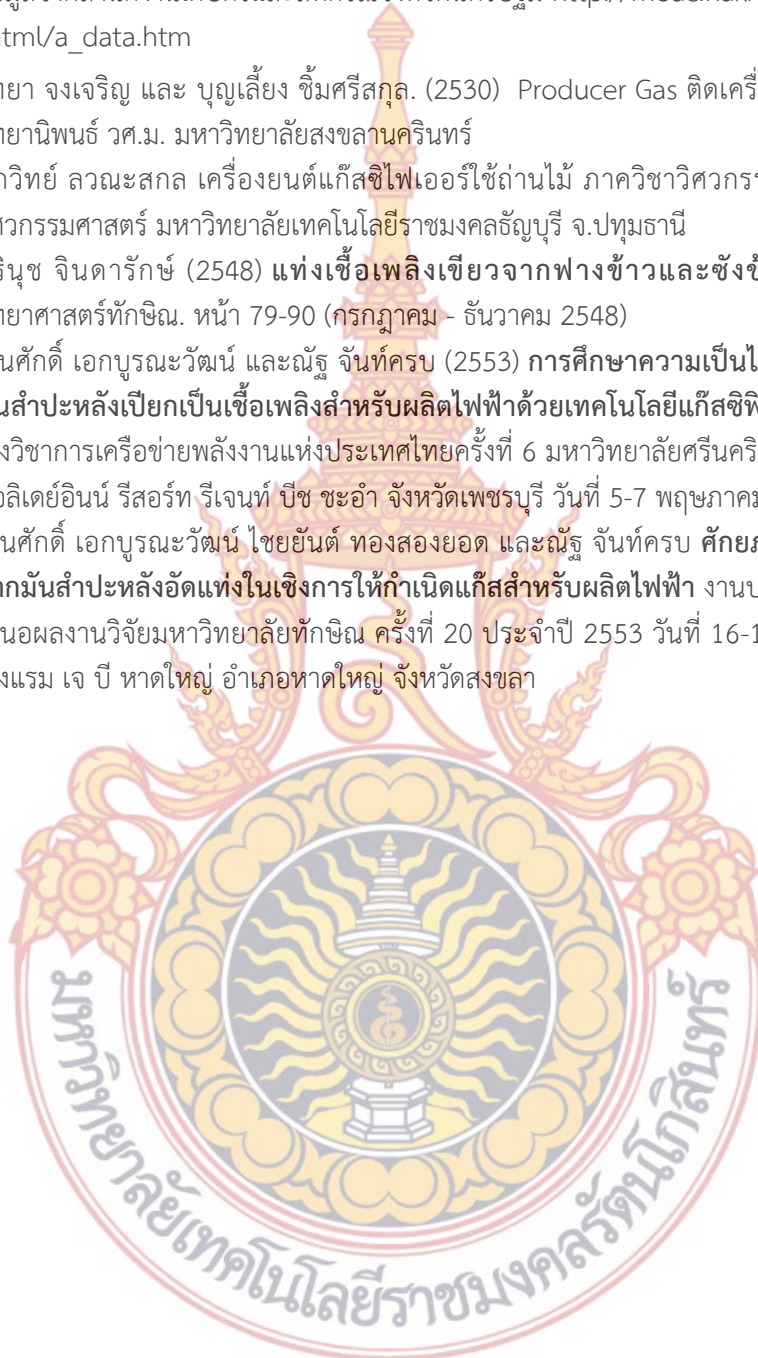 html/a_data.htm
ทยา จงเจริญ และ บุญเลี้ยง ชิ้มศรีสกุล. (2530) Producer Gas ติดเครื่
ทยานิพนธ์ วศ.ม. มหาวิทยาลัยสงขลานครินทร์
กวิทย์ ลวณะสกล เครื่องยนต์แก๊สซิไฟเออร์ใช้ถ่านไม้ ภาควิชาวิศวกรร
ศวกรรมศาสตร์ มหาวิทยาลัยเทคโนโลยีราชมงคลธัญบุรี จ.ปทุมธานี
รินุช จินดารักษ์ (2548) แท่งเชื้อเพลิงเขียวจากฟางข้าวและซังข้
ทยาศาสตร์ทักษิณ. หน้า 79-90 (กรกฎาคม - ธันวาคม 2548)
นศักดิ์ เอกบูรณะวัฒน์ และณัฐ จันท์ครบ (2553) การศึกษาความเป็นไ
นสำปะหลังเปียกเป็นเชื้อเพลิงสำหรับผลิตไฟฟ้าด้วยเทคโนโลยีแก๊สซิฟิ
งวิชาการเครือข่ายพลังงานแห่งประเทศไทยครั้งที่ 6 มหาวิทยาลัยศรีนคริ
อลิเดย์อินน์ รีสอร์ท รีเจนท์ บีช ชะอำ จังหวัดเพชรบุรี วันที่ 5-7 พฤษภาคม
นศักดิ์ เอกบูรณะวัฒน์ ไชยยันต์ ทองสองยอด และณัฐ จันท์ครบ ศักยภ
ากมันสำปะหลังอัดแท่งในเชิงการให้กำเนิดแก๊สสำหรับผลิตไฟฟ้า งานป
นอผลงานวิจัยมหาวิทยาลัยทักษิณ ครั้งที่ 20 ประจำปี 2553 วันที่ 16-1
งแรม เจ บี หาดใหญ่ อำเภอหาดใหญ่ จังหวัดสงขลา
มหาวิทยาลัยเทคโนโลยีราชมงคลรัตนโกสินทร์